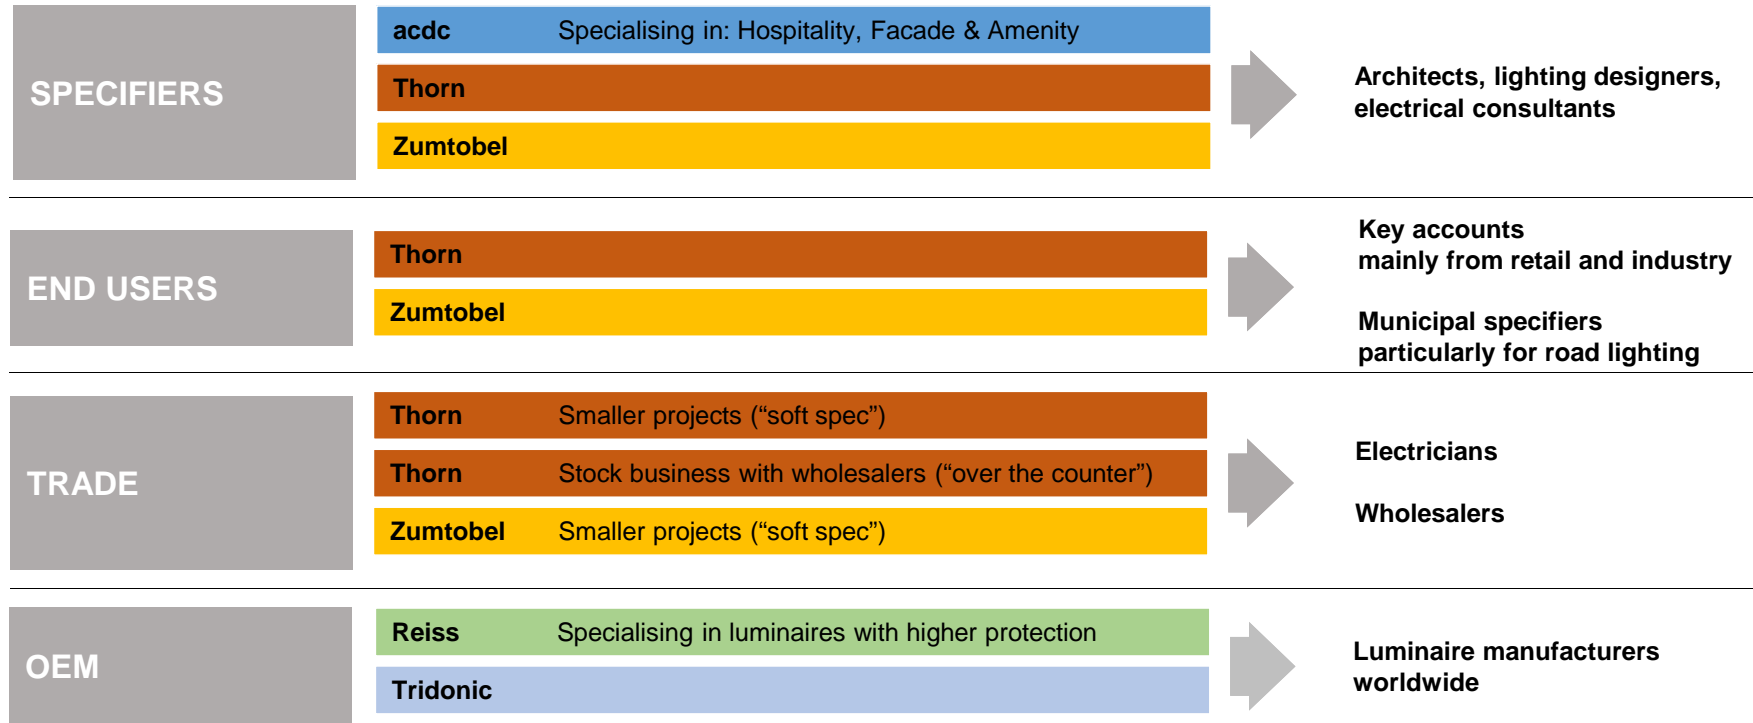 SPECIFIERS
acdc Specialising in: Hospitality, Facade & Amenity
Thorn
Zumtobel
Architects, lighting designers,
electrical consultants
END USERS
Thorn
Zumtobel
Key accounts
mainly from retail and industry
Municipal specifiers
particularly for road lighting
TRADE
Thorn Smaller projects (“soft spec”)
Thorn Stock business with wholesalers (“over the counter”)
Zumtobel Smaller projects (“soft spec”)
Electricians
Wholesalers
OEM
Reiss Specialising in luminaires with higher protection
Tridonic
Luminaire manufacturers
worldwide